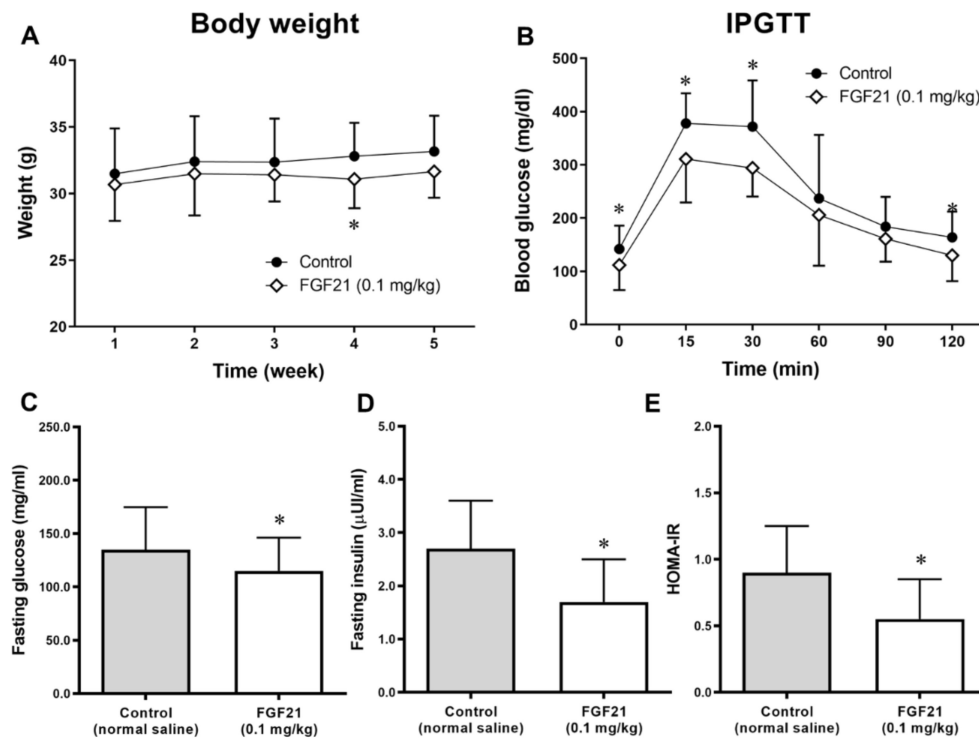 A
Body weight
40
35
30
25
20
Weight (g)
*
Control
FGF21 (0.1 mg/kg)
1 2 3 4 5
Time (week)
B
IPGTT
500
400
300
200
100
0
Blood glucose (mg/dl)
* * * *
Control
FGF21 (0.1 mg/kg)
0 15 30 60 90 120
Time (min)
C
250.0
200.0
150.0
100.0
50.0
0.0
Fasting glucose (mg/ml)
*
Control
(normal saline)
FGF21
(0.1 mg/kg)
D
5.0
4.0
3.0
2.0
1.0
0.0
Fasting insulin (μUI/ml)
*
Control
(normal saline)
FGF21
(0.1 mg/kg)
E
2.0
1.5
1.0
0.5
0.0
HOMA-IR
*
Control
(normal saline)
FGF21
(0.1 mg/kg)